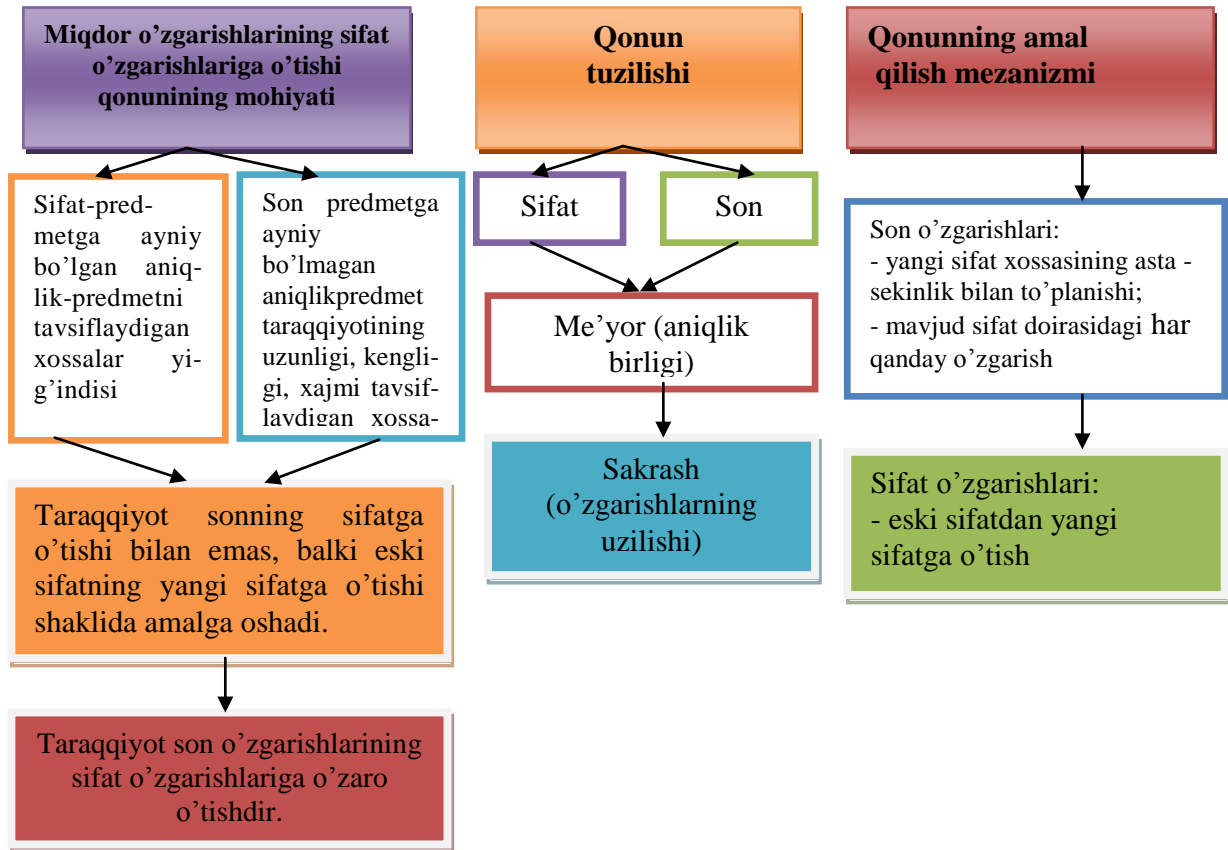 Miqdor o’zgarishlarining sifat
o’zgarishlariga o’tishi
qonunining mohiyati
Sifat-pred-
metga ayniy
bo’lgan aniq-
lik-predmetni
tavsiflaydigan
xossalar yi-
g’indisi
Son predmetga
ayniy
bo’lmagan
aniqlikpredmet
taraqqiyotining
uzunligi, kengli-
gi, xajmi tavsif-
laydigan xossa-
Taraqqiyot sonning sifatga
o’tishi bilan emas, balki eski
sifatning yangi sifatga o’tishi
shaklida amalga oshadi.
Taraqqiyot son o’zgarishlarining
sifat o’zgarishlariga o’zaro
o’tishdir.
Qonun
tuzilishi
Sifat
Son
Me’yor (aniqlik
birligi)
Sakrash
(o’zgarishlarning
uzilishi)
Qonunning amal
qilish mezanizmi
Son o’zgarishlari:
- yangi sifat xossasining asta -
sekinlik bilan to’planishi;
- mavjud sifat doirasidagi har
qanday o’zgarish
Sifat o’zgarishlari:
- eski sifatdan yangi
sifatga o’tish